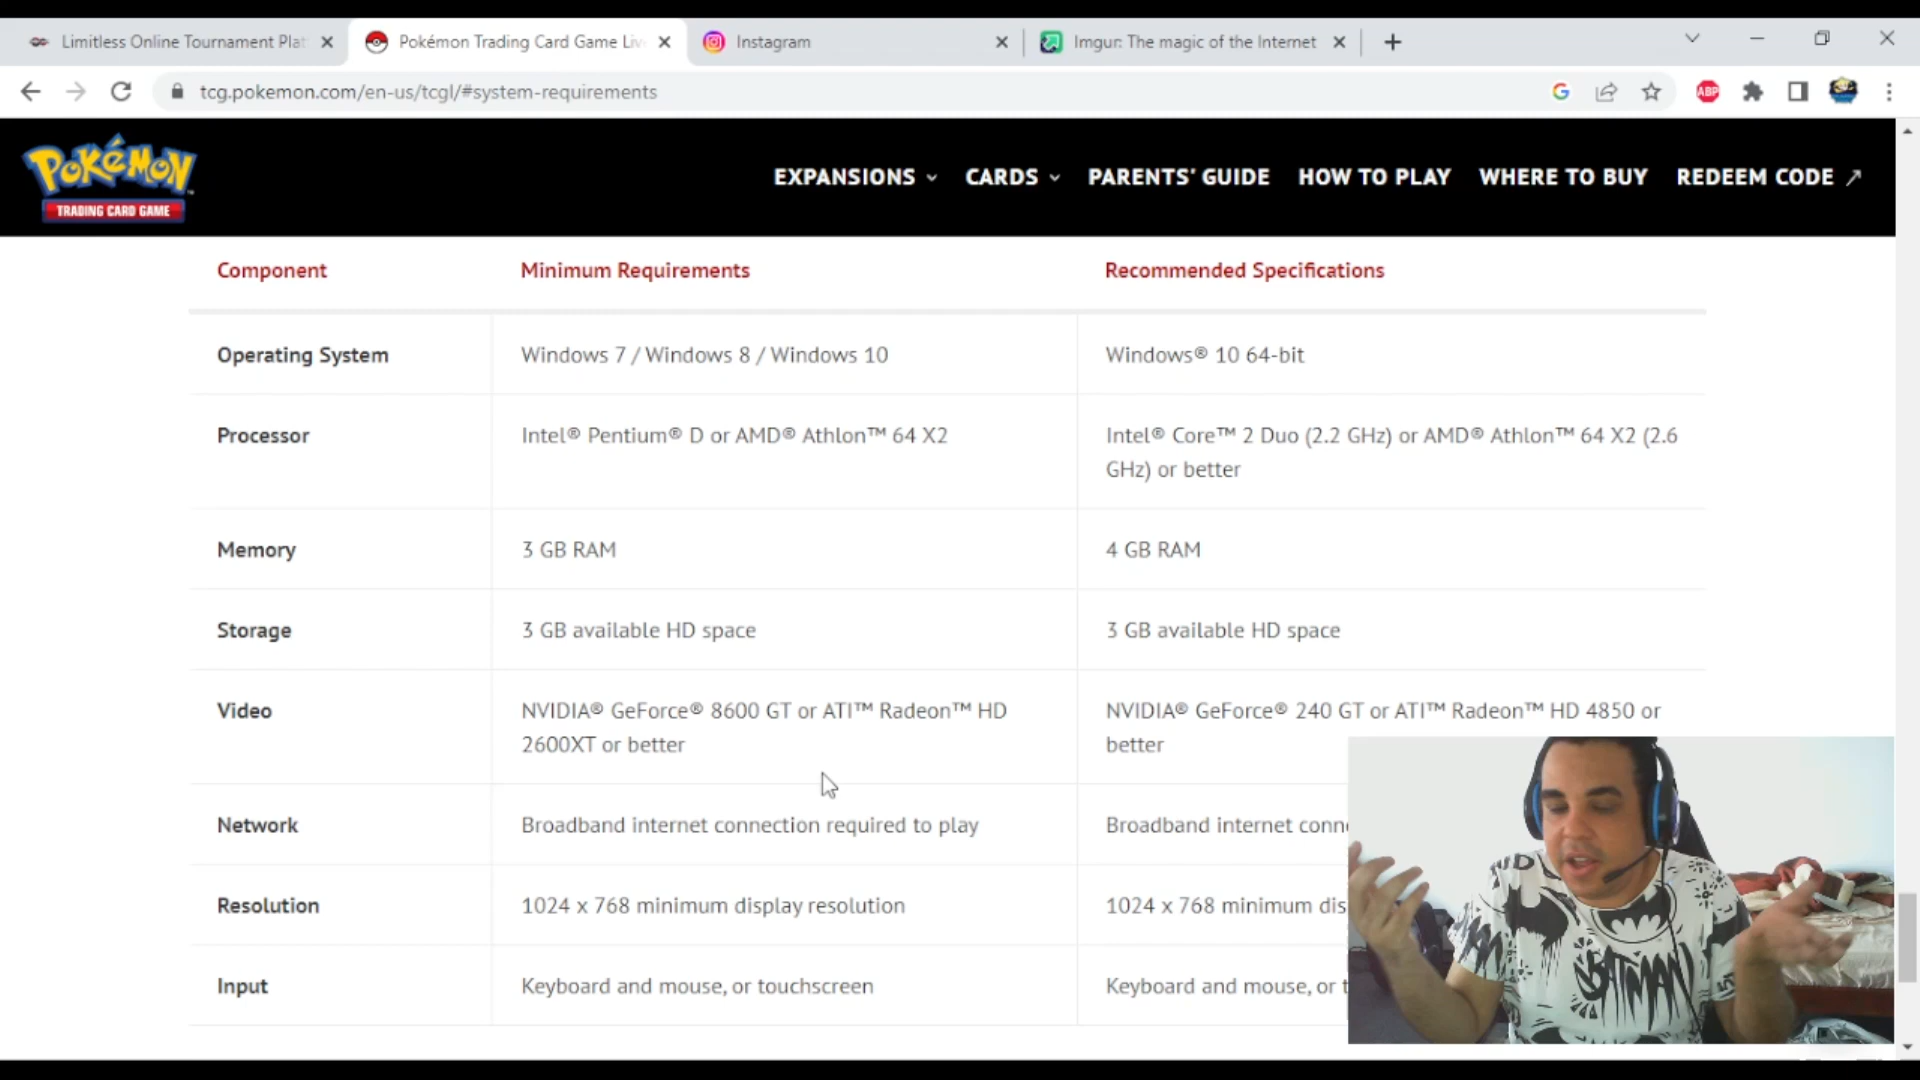 Limitless Online Tournament Plat
Pokémon Trading Card Game Liv
Instagram
Imgur: The magic of the Internet
tcg.pokemon.com/en-us/tcgl/#system-requirements
ABP
POKéMON
TRADING CARD GAME
EXPANSIONS
CARDS
PARENTS' GUIDE
HOW TO PLAY
WHERE TO BUY
REDEEM CODE
Component
Minimum Requirements
Recommended Specifications
Operating System
Windows 7 / Windows 8 / Windows 10
Windows® 10 64-bit
Processor
Intel® Pentium® D or AMD® Athlon™ 64 X2
Intel® Core™ 2 Duo (2.2 GHz) or AMD® Athlon™ 64 X2 (2.6
GHz) or better
Memory
3 GB RAM
4 GB RAM
Storage
3 GB available HD space
3 GB available HD space
Video
NVIDIA® GeForce® 8600 GT or ATI™ Radeon™ HD
2600XT or better
NVIDIA® GeForce® 240 GT or ATI™ Radeon™ HD 4850 or
better
Network
Broadband internet connection required to play
Broadband internet conn
Resolution
1024 x 768 minimum display resolution
1024 x 768 minimum dis
Input
Keyboard and mouse, or touchscreen
Keyboard and mouse, or t
BATMAN